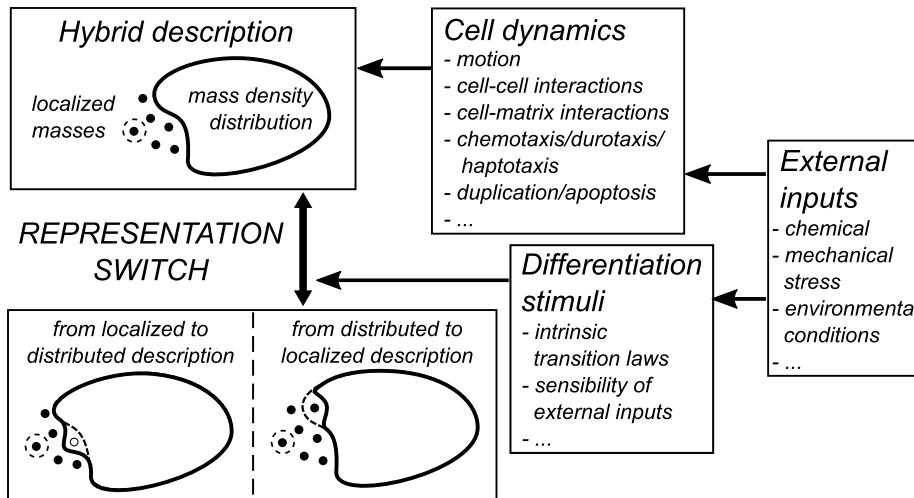 Hybrid description
localized
masses
mass density
distribution
Cell dynamics
- motion
- cell-cell interactions
- cell-matrix interactions
- chemotaxis/durotaxis/
haptotaxis
- duplication/apoptosis
- ...
External
inputs
- chemical
- mechanical
stress
- environmental
conditions
- ...
REPRESENTATION
SWITCH
Differentiation
stimuli
- intrinsic
transition laws
- sensibility of
external inputs
- ...
from localized to
distributed description
from distributed to
localized description